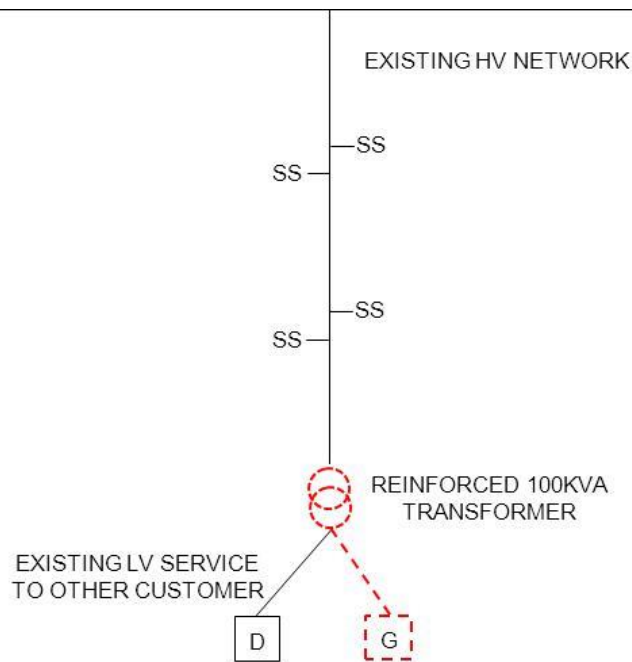 EXISTING HV NETWORK
SS
SS
SS
SS
REINFORCED 100KVA
TRANSFORMER
EXISTING LV SERVICE
TO OTHER CUSTOMER
D
G